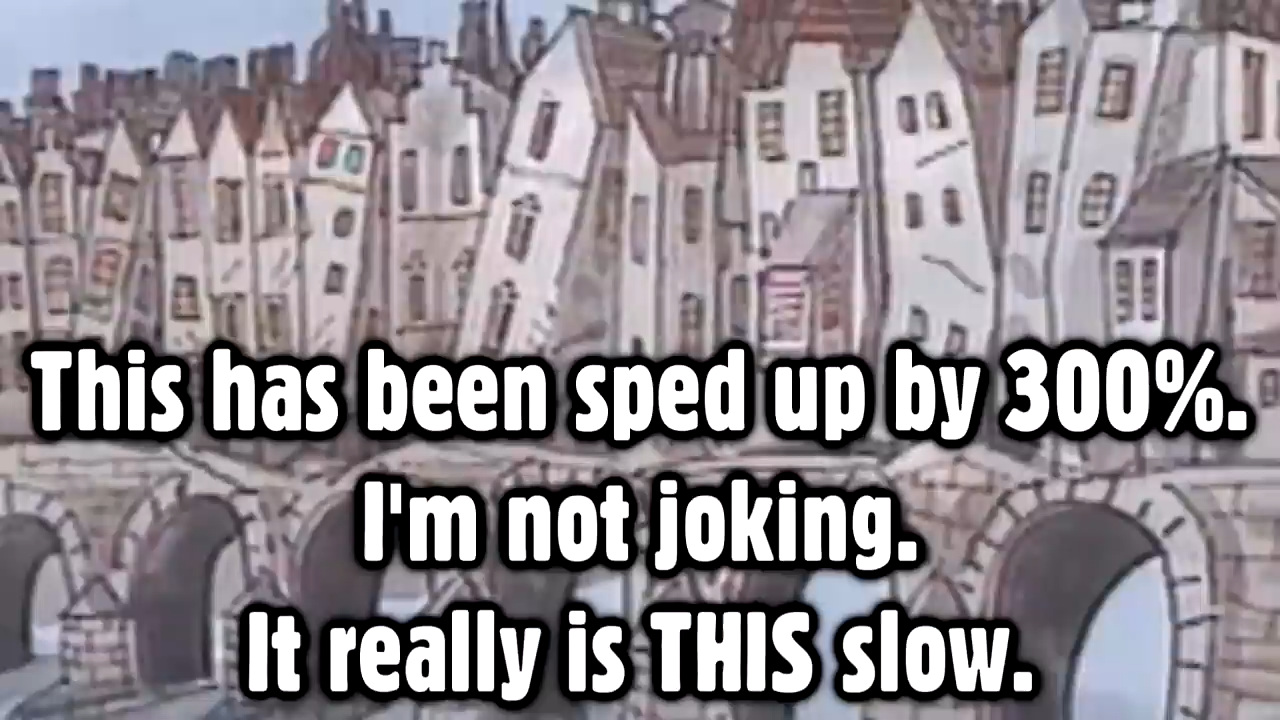 This has been sped up by 300%.
I'm not joking.
It really is THIS slow.